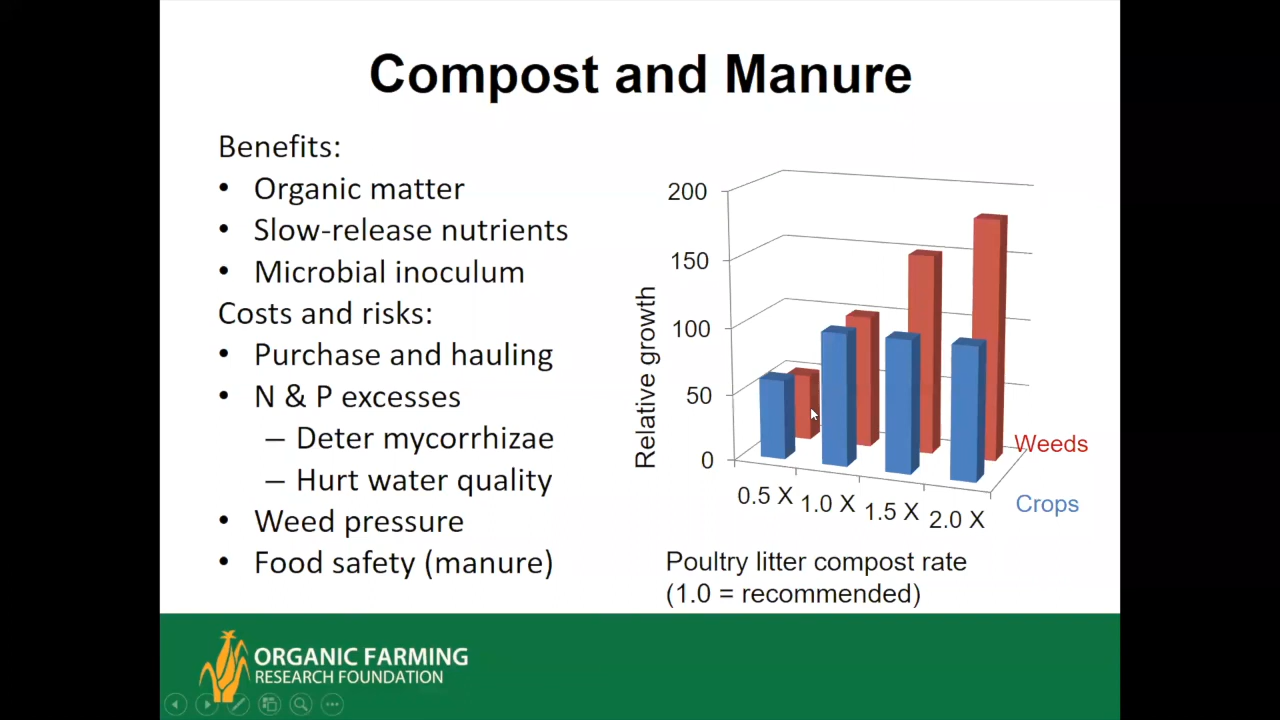 Compost and Manure
Benefits:
• Organic matter
• Slow-release nutrients
• Microbial inoculum
Costs and risks:
• Purchase and hauling
• N & P excesses
– Deter mycorrhizae
– Hurt water quality
• Weed pressure
• Food safety (manure)
200
150
100
50
0
Relative growth
0.5 X
1.0 X
1.5 X
2.0 X
Weeds
Crops
Poultry litter compost rate
(1.0 = recommended)
ORGANIC FARMING
RESEARCH FOUNDATION